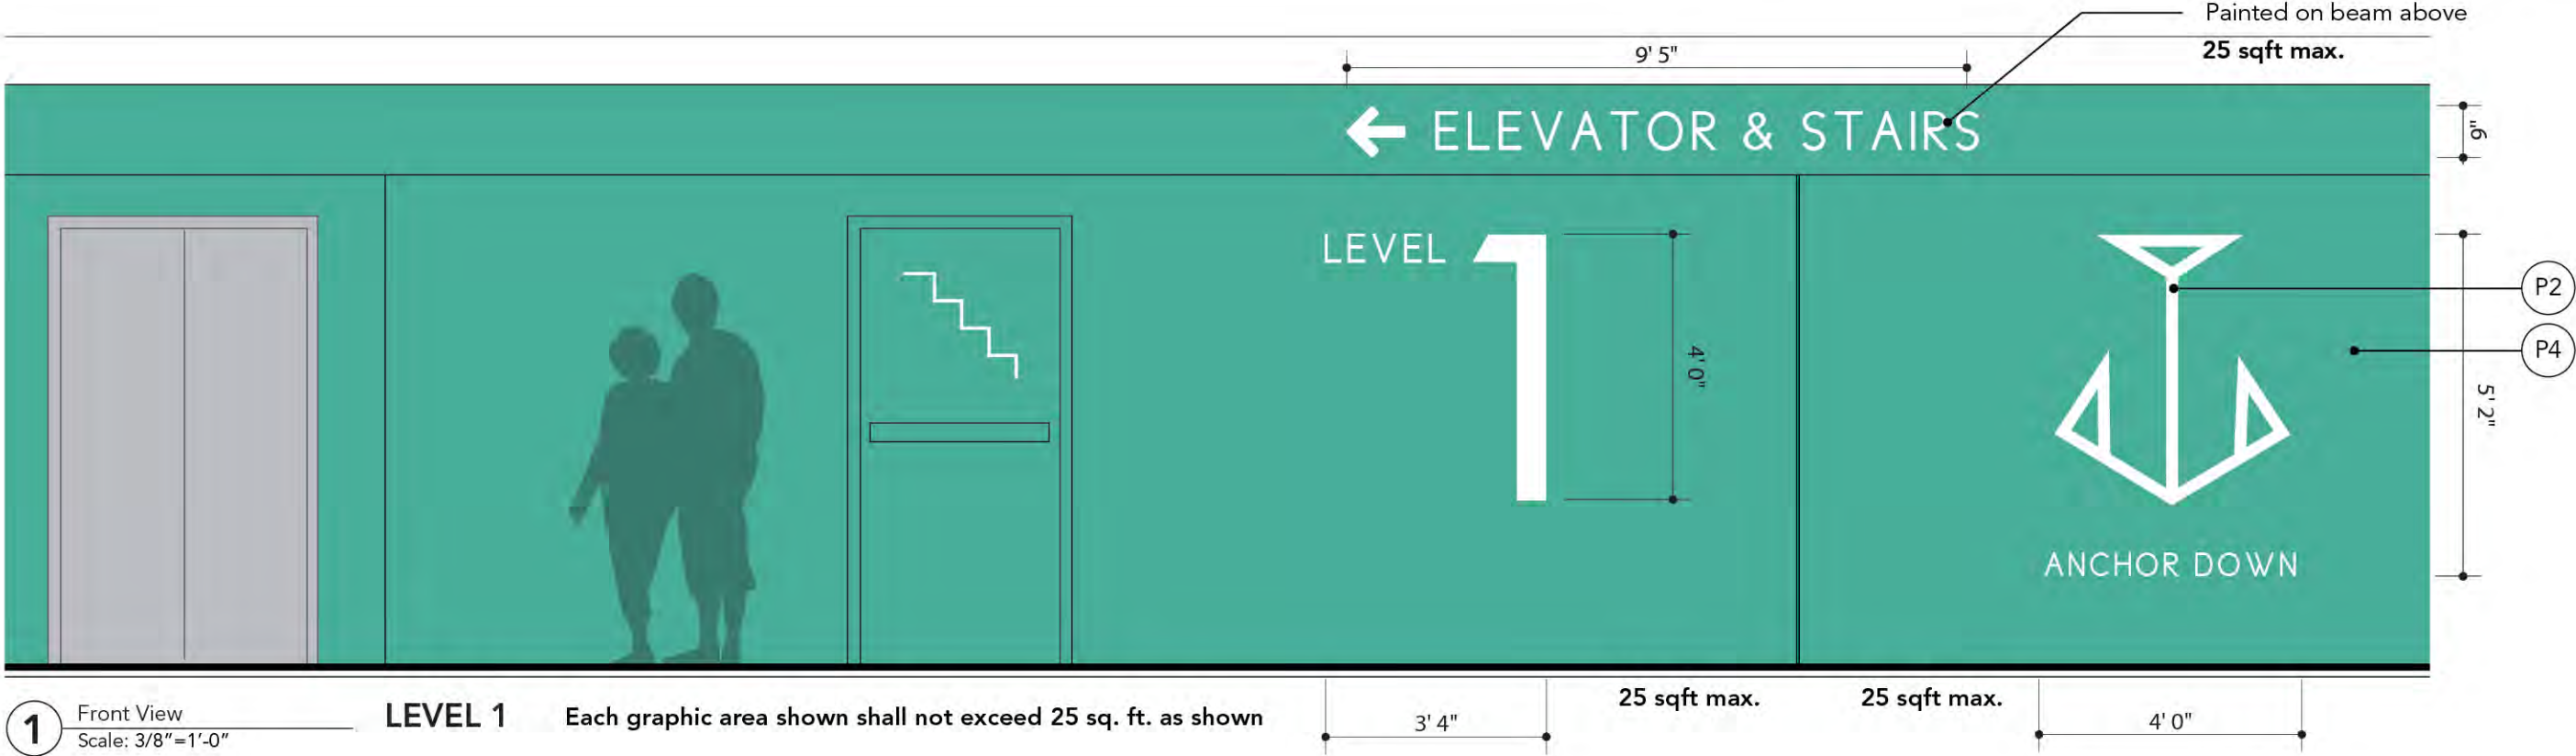 Painted on beam above
25 sqft max.
9' 5"
ELEVATOR & STAIRS
9"
LEVEL 1
4' 0"
P2
P4
5' 2"
ANCHOR DOWN
1
Front View
Scale: 3/8"=1'-0"
LEVEL 1
Each graphic area shown shall not exceed 25 sq. ft. as shown
3' 4"
25 sqft max.
25 sqft max.
4' 0"